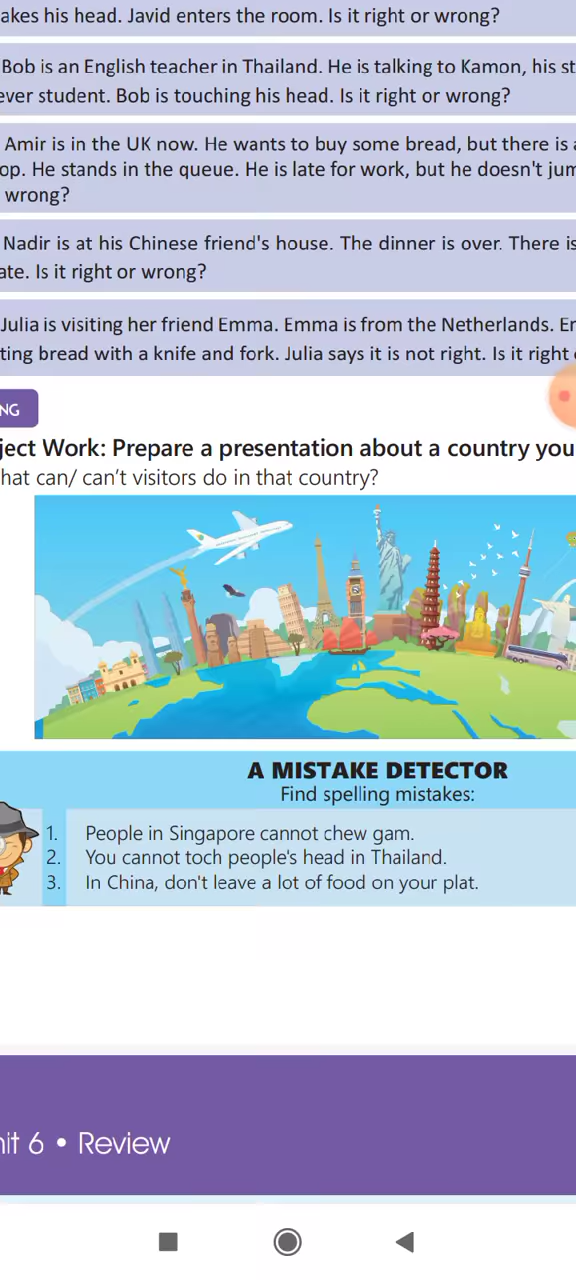 akes his head. Javid enters the room. Is it right or wrong?
Bob is an English teacher in Thailand. He is talking to Kamon, his st
ever student. Bob is touching his head. Is it right or wrong?
Amir is in the UK now. He wants to buy some bread, but there is a
op. He stands in the queue. He is late for work, but he doesn't jum
wrong?
Nadir is at his Chinese friend's house. The dinner is over. There is
ate. Is it right or wrong?
Julia is visiting her friend Emma. Emma is from the Netherlands. Em
ting bread with a knife and fork. Julia says it is not right. Is it right
NG
ject Work: Prepare a presentation about a country you
hat can/ can't visitors do in that country?
A MISTAKE DETECTOR
Find spelling mistakes:
1. People in Singapore cannot chew gam.
2. You cannot toch people's head in Thailand.
3. In China, don't leave a lot of food on your plat.
nit 6 • Review